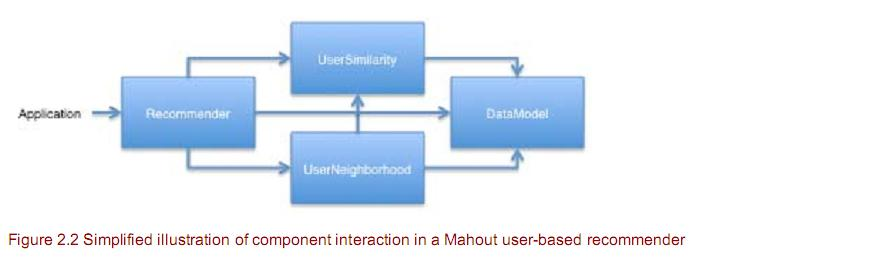 UserSimilarity
Application
Recommender
DataModel
UserNeighborhood
Figure 2.2 Simplified illustration of component interaction in a Mahout user-based recommender